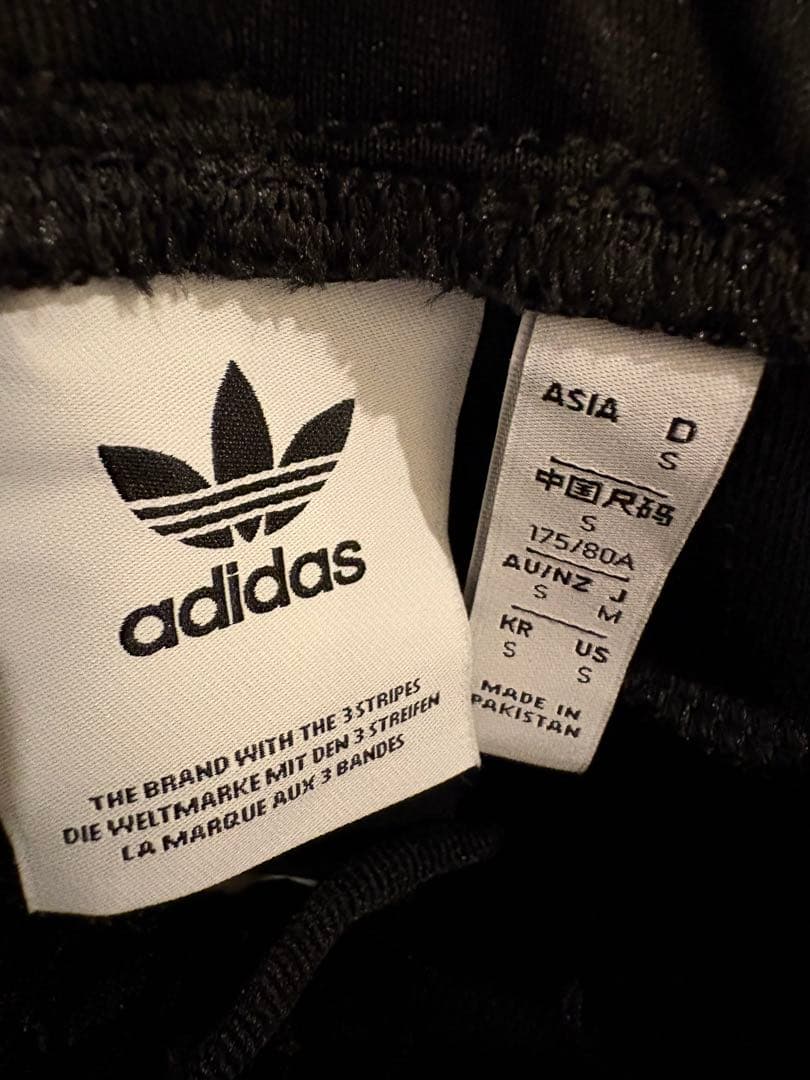 adidas
THE BRAND WITH THE 3 STRIPES
DIE WELTMARKE MIT DEN 3 STREIFEN
LA MARQUE AUX 3 BANDES
ASIA D
S
中国尺码
S
175/80A
AU/NZ J
S M
KR US
S S
MADE IN
PAKISTAN